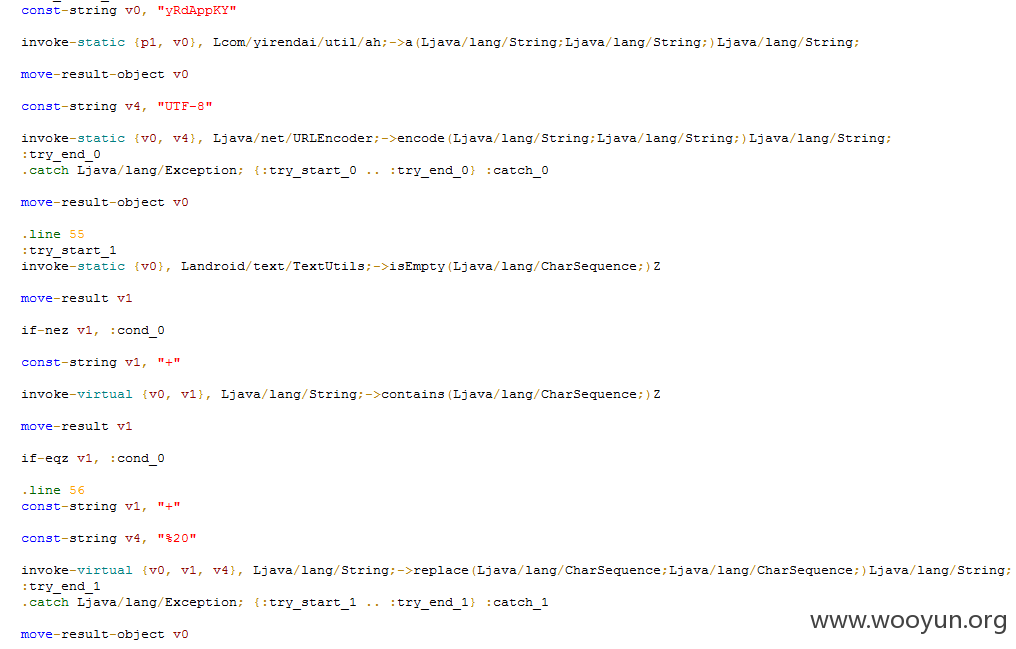 const-string v0, "yRdAppKY"
invoke-static {p1, v0}, Lcom/yirendai/util/ah;->a(Ljava/lang/String;Ljava/lang/String;)Ljava/lang/String;
move-result-object v0
const-string v4, "UTF-8"
invoke-static {v0, v4}, Ljava/net/URLEncoder;->encode(Ljava/lang/String;Ljava/lang/String;)Ljava/lang/String;
:try_end_0
.catch Ljava/lang/Exception; {:try_start_0 .. :try_end_0} :catch_0
move-result-object v0
.line 55
:try_start_1
invoke-static {v0}, Landroid/text/TextUtils;->isEmpty(Ljava/lang/CharSequence;)Z
move-result v1
if-nez v1, :cond_0
const-string v1, "+"
invoke-virtual {v0, v1}, Ljava/lang/String;->contains(Ljava/lang/CharSequence;)Z
move-result v1
if-eqz v1, :cond_0
.line 56
const-string v1, "+"
const-string v4, "%20"
invoke-virtual {v0, v1, v4}, Ljava/lang/String;->replace(Ljava/lang/CharSequence;Ljava/lang/CharSequence;)Ljava/lang/String;
:try_end_1
.catch Ljava/lang/Exception; {:try_start_1 .. :try_end_1} :catch_1
move-result-object v0
www.wooyun.org